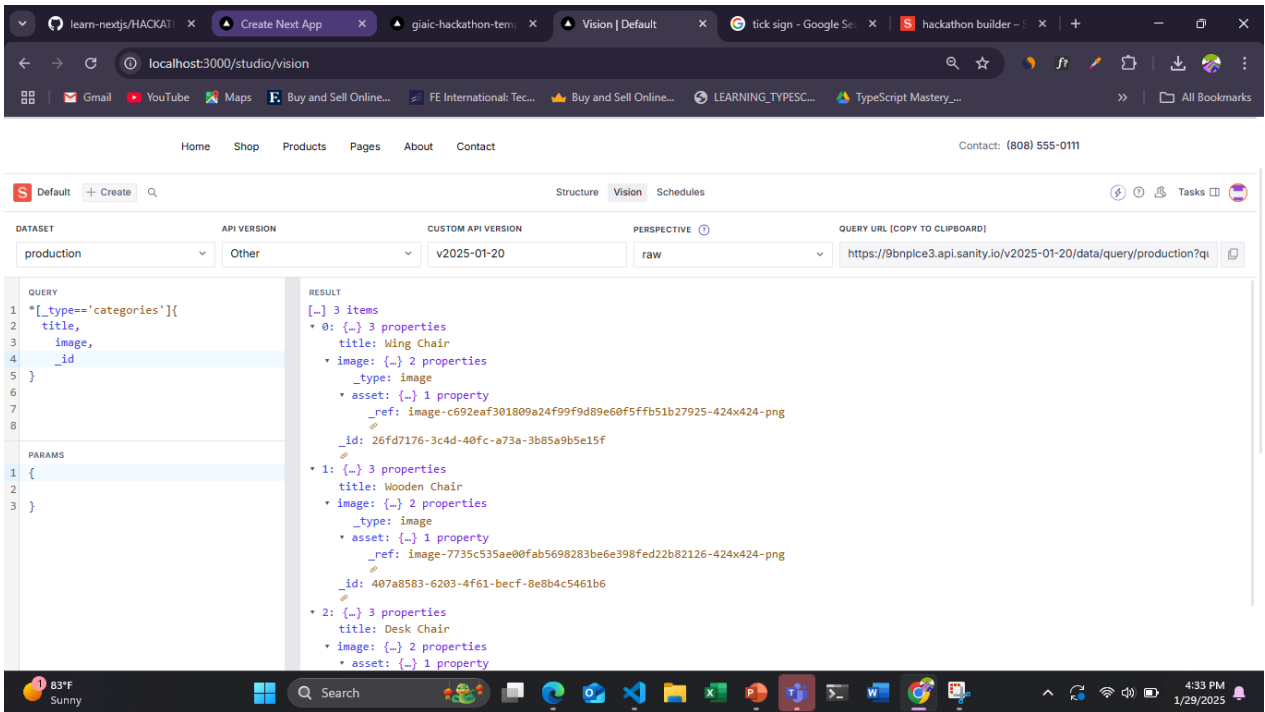 learn-nextjs/HACKATH
Create Next App
giaic-hackathon-temp
Vision | Default
tick sign - Google Sea
S hackathon builder – S
localhost:3000/studio/vision
f?
Gmail
YouTube
Maps
F. Buy and Sell Online...
FE International: Tec...
Buy and Sell Online...
LEARNING_TYPESC...
TypeScript Mastery_...
»
All Bookmarks
Home Shop Products Pages About Contact
Contact: (808) 555-0111
S Default + Create
Structure Vision Schedules
Tasks
DATASET API VERSION CUSTOM API VERSION PERSPECTIVE QUERY URL [COPY TO CLIPBOARD]
production Other v2025-01-20 raw https://9bnplce3.api.sanity.io/v2025-01-20/data/query/production?qu
QUERY
1 *[_type=='categories']{
2 title,
3 image,
4 _id
5 }
6
7
8
PARAMS
1 {
2
3 }
RESULT
[…] 3 items
0: {…} 3 properties
title: Wing Chair
image: {…} 2 properties
_type: image
asset: {…} 1 property
_ref: image-c692eaf301809a24f99f9d89e60f5ffb51b27925-424x424-png
_id: 26fd7176-3c4d-40fc-a73a-3b85a9b5e15f
1: {…} 3 properties
title: Wooden Chair
image: {…} 2 properties
_type: image
asset: {…} 1 property
_ref: image-7735c535ae00fab5698283be6e398fed22b82126-424x424-png
_id: 407a8583-6203-4f61-becf-8e8b4c5461b6
2: {…} 3 properties
title: Desk Chair
image: {…} 2 properties
asset: {…} 1 property
1
83°F
Sunny
Search
4:33 PM
1/29/2025